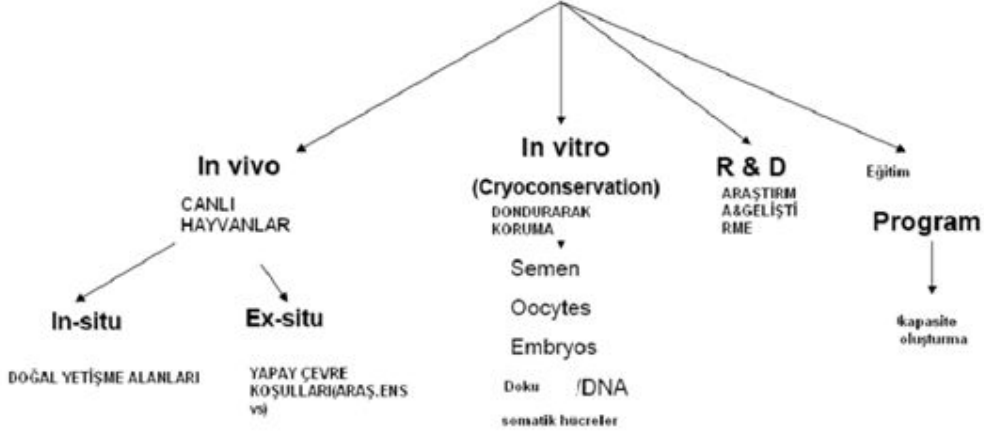 In vivo
CANLI
HAYVANLAR
In-situ
DOĞAL YETİŞME ALANLARI
Ex-situ
YAPAY ÇEVRE
KOŞULLARI(ARAŞ.ENS
vs)
In vitro
(Cryoconservation)
DONDURARAK
KORUMA
Semen
Oocytes
Embryos
Doku /DNA
somatik hücreler
R & D
ARAŞTIRM
A&GELİŞTİ
RME
Eğitim
Program
kapasite
oluşturma